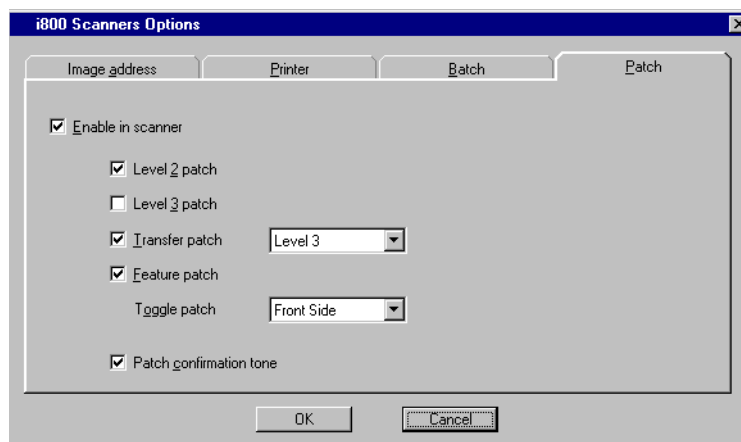 i800 Scanners Options
Image address Printer Batch Patch
Enable in scanner
Level 2 patch
Level 3 patch
Transfer patch Level 3
Feature patch
Toggle patch Front Side
Patch confirmation tone
OK Cancel